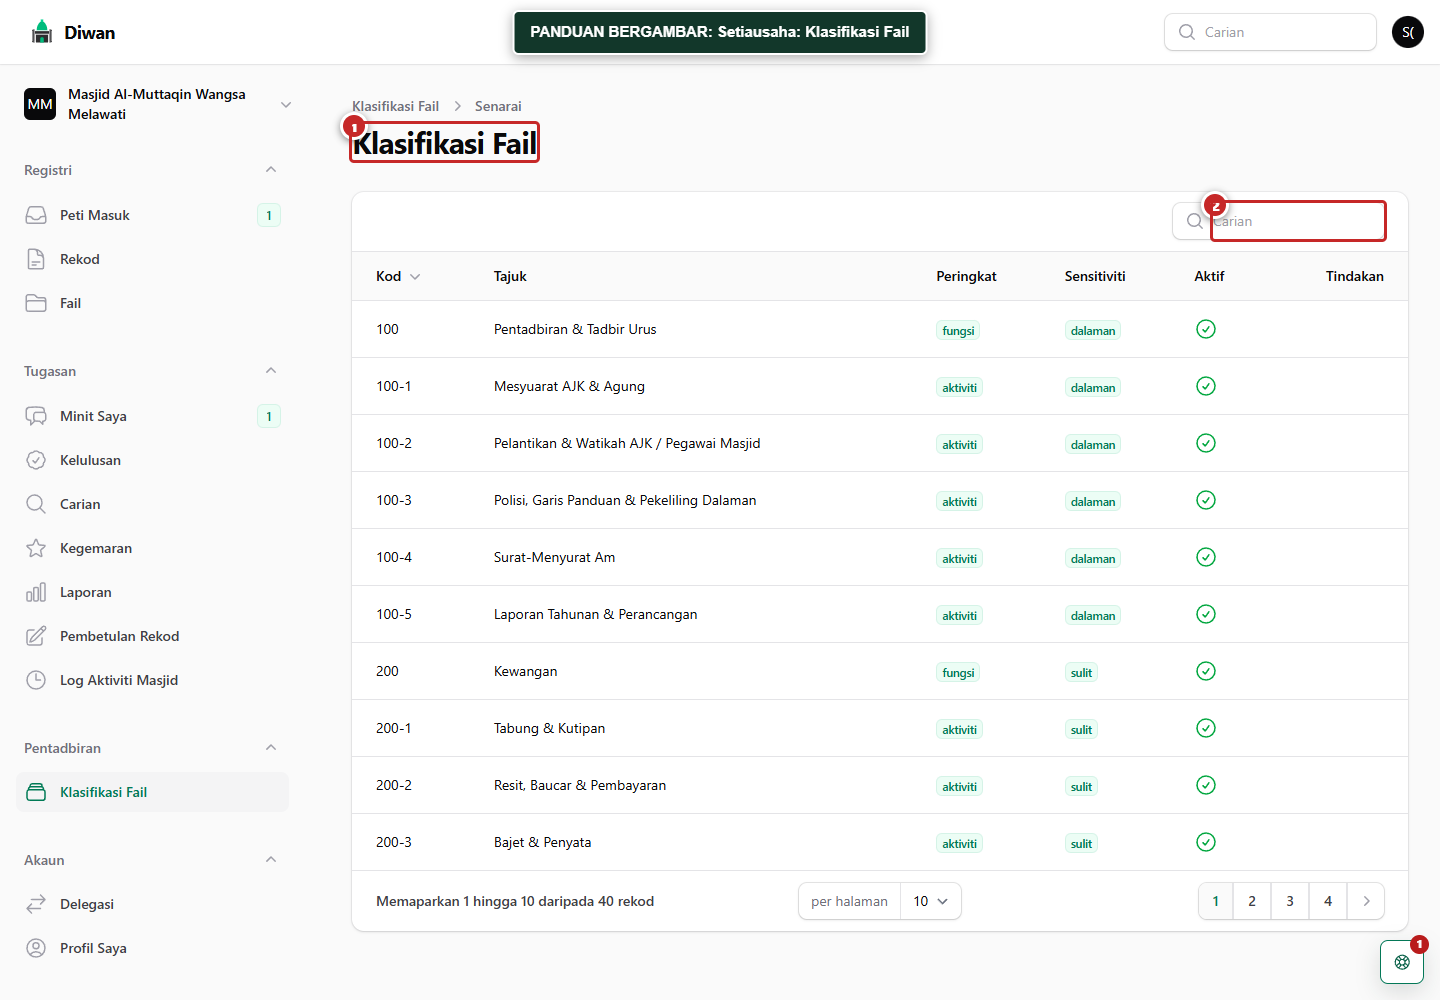 Diwan
PANDUAN BERGAMBAR: Setiausaha: Klasifikasi Fail
Carian
S(
MM
Masjid Al-Muttaqin Wangsa
Melawati
Registri
Peti Masuk
1
Rekod
Fail
Tugasan
Minit Saya
1
Kelulusan
Carian
Kegemaran
Laporan
Pembetulan Rekod
Log Aktiviti Masjid
Pentadbiran
Klasifikasi Fail
Akaun
Delegasi
Profil Saya
Klasifikasi Fail > Senarai
1
Klasifikasi Fail
2
Carian
Kod Tajuk Peringkat Sensitiviti Aktif Tindakan
100 Pentadbiran & Tadbir Urus fungsi dalaman
100-1 Mesyuarat AJK & Agung aktiviti dalaman
100-2 Pelantikan & Watikah AJK / Pegawai Masjid aktiviti dalaman
100-3 Polisi, Garis Panduan & Pekeliling Dalaman aktiviti dalaman
100-4 Surat-Menyurat Am aktiviti dalaman
100-5 Laporan Tahunan & Perancangan aktiviti dalaman
200 Kewangan fungsi sulit
200-1 Tabung & Kutipan aktiviti sulit
200-2 Resit, Baucar & Pembayaran aktiviti sulit
200-3 Bajet & Penyata aktiviti sulit
Memaparkan 1 hingga 10 daripada 40 rekod per halaman 10 1 2 3 4
1